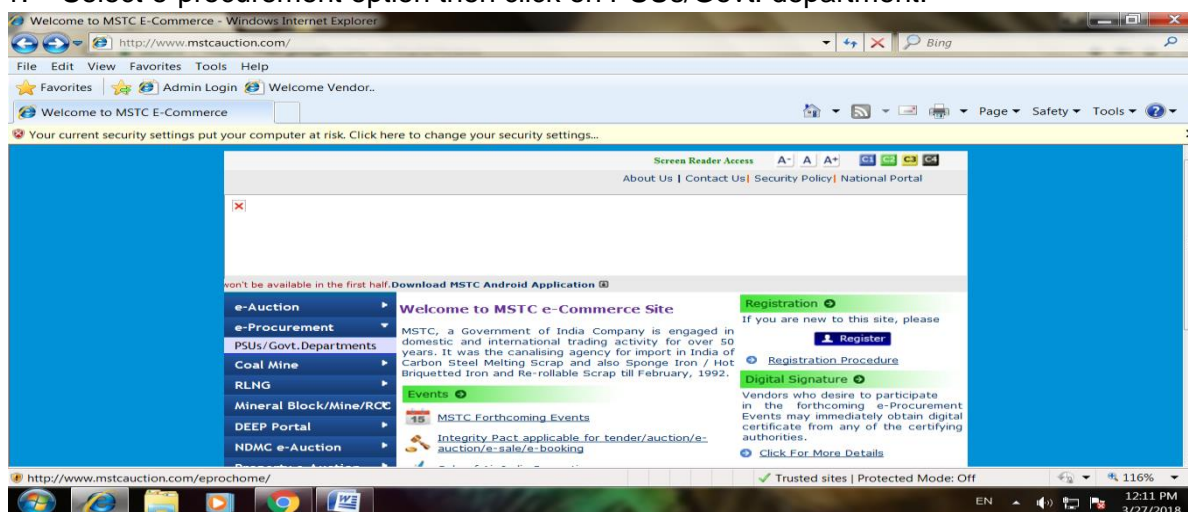 Select e-procurement option then click on PSUs/Govt. department.
Welcome to MSTC E-Commerce - Windows Internet Explorer
http://www.mstcauction.com/
Bing
File Edit View Favorites Tools Help
Favorites Admin Login Welcome Vendor..
Welcome to MSTC E-Commerce
Page Safety Tools
Your current security settings put your computer at risk. Click here to change your security settings...
Screen Reader Access A- A A+ C1 C2 C3 C4
About Us | Contact Us| Security Policy| National Portal
won't be available in the first half.Download MSTC Android Application
e-Auction
e-Procurement
PSUs/Govt.Departments
Coal Mine
RLNG
Mineral Block/Mine/RCC
DEEP Portal
NDMC e-Auction
Welcome to MSTC e-Commerce Site
MSTC, a Government of India Company is engaged in
domestic and international trading activity for over 50
years. It was the canalising agency for import in India of
Carbon Steel Melting Scrap and also Sponge Iron / Hot
Briquetted Iron and Re-rollable Scrap till February, 1992.
Events
15 MSTC Forthcoming Events
Integrity Pact applicable for tender/auction/e-
auction/e-sale/e-booking
Registration
If you are new to this site, please
Register
Registration Procedure
Digital Signature
Vendors who desire to participate
in the forthcoming e-Procurement
Events may immediately obtain digital
certificate from any of the certifying
authorities.
Click For More Details
http://www.mstcauction.com/eprochome/
Trusted sites | Protected Mode: Off
116%
EN
12:11 PM
3/27/2018